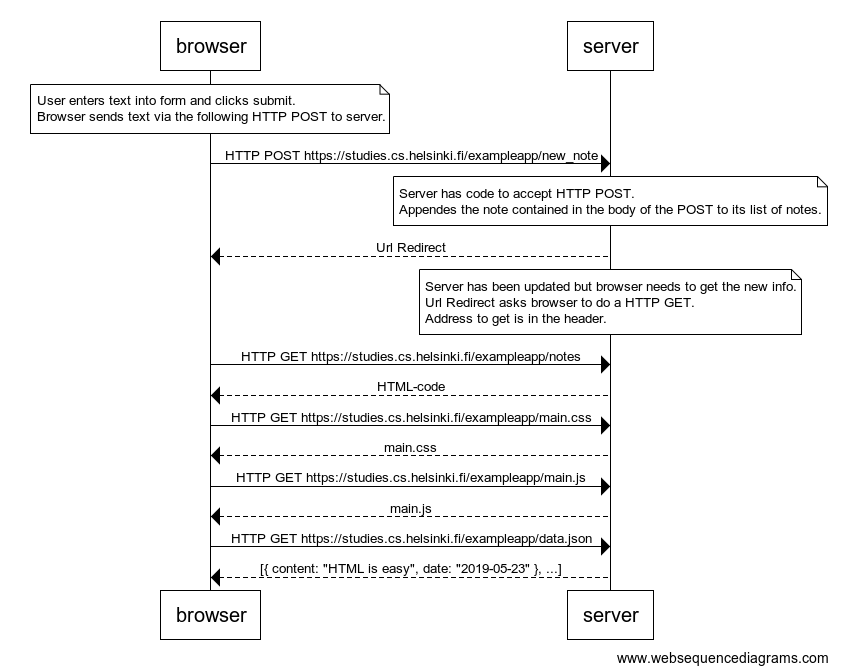 browser server
User enters text into form and clicks submit.
Browser sends text via the following HTTP POST to server.
HTTP POST https://studies.cs.helsinki.fi/exampleapp/new_note
Server has code to accept HTTP POST.
Appendes the note contained in the body of the POST to its list of notes.
Url Redirect
Server has been updated but browser needs to get the new info.
Url Redirect asks browser to do a HTTP GET.
Address to get is in the header.
HTTP GET https://studies.cs.helsinki.fi/exampleapp/notes
HTML-code
HTTP GET https://studies.cs.helsinki.fi/exampleapp/main.css
main.css
HTTP GET https://studies.cs.helsinki.fi/exampleapp/main.js
main.js
HTTP GET https://studies.cs.helsinki.fi/exampleapp/data.json
[{ content: "HTML is easy", date: "2019-05-23" }, ...]
browser server
www.websequencediagrams.com